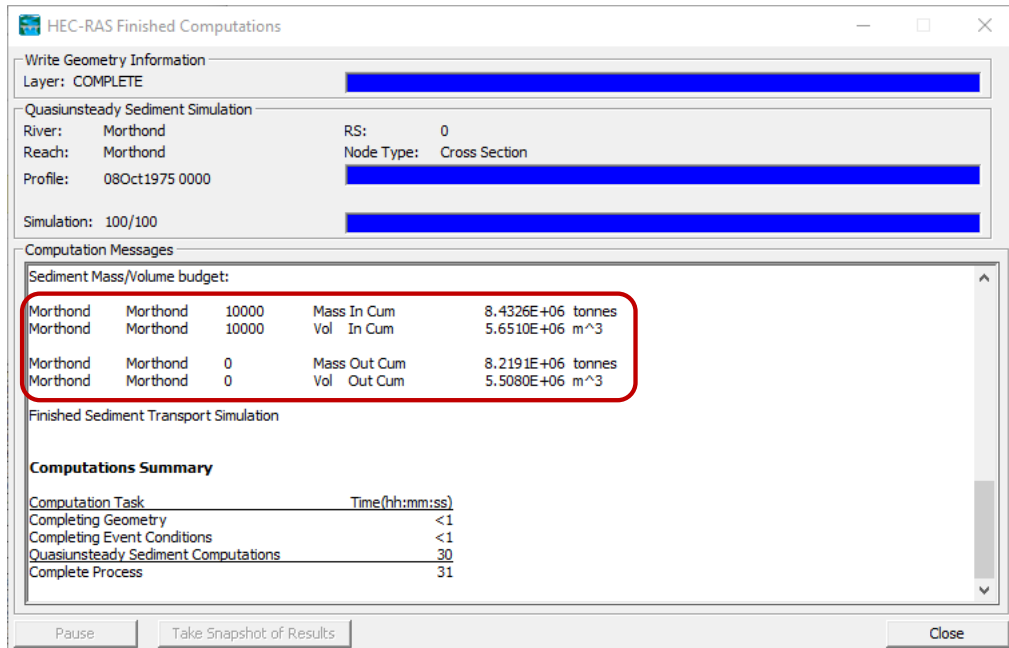 HEC-RAS Finished Computations
Write Geometry Information
Layer: COMPLETE
Quasiunsteady Sediment Simulation
River: Morthond RS: 0
Reach: Morthond Node Type: Cross Section
Profile: 08Oct1975 0000
Simulation: 100/100
Computation Messages
Sediment Mass/Volume budget:
Morthond Morthond 10000 Mass In Cum 8.4326E+06 tonnes
Morthond Morthond 10000 Vol In Cum 5.6510E+06 m^3
Morthond Morthond 0 Mass Out Cum 8.2191E+06 tonnes
Morthond Morthond 0 Vol Out Cum 5.5080E+06 m^3
Finished Sediment Transport Simulation
Computations Summary
Computation Task Time(hh:mm:ss)
Completing Geometry <1
Completing Event Conditions <1
Quasiunsteady Sediment Computations 30
Complete Process 31
Pause Take Snapshot of Results Close